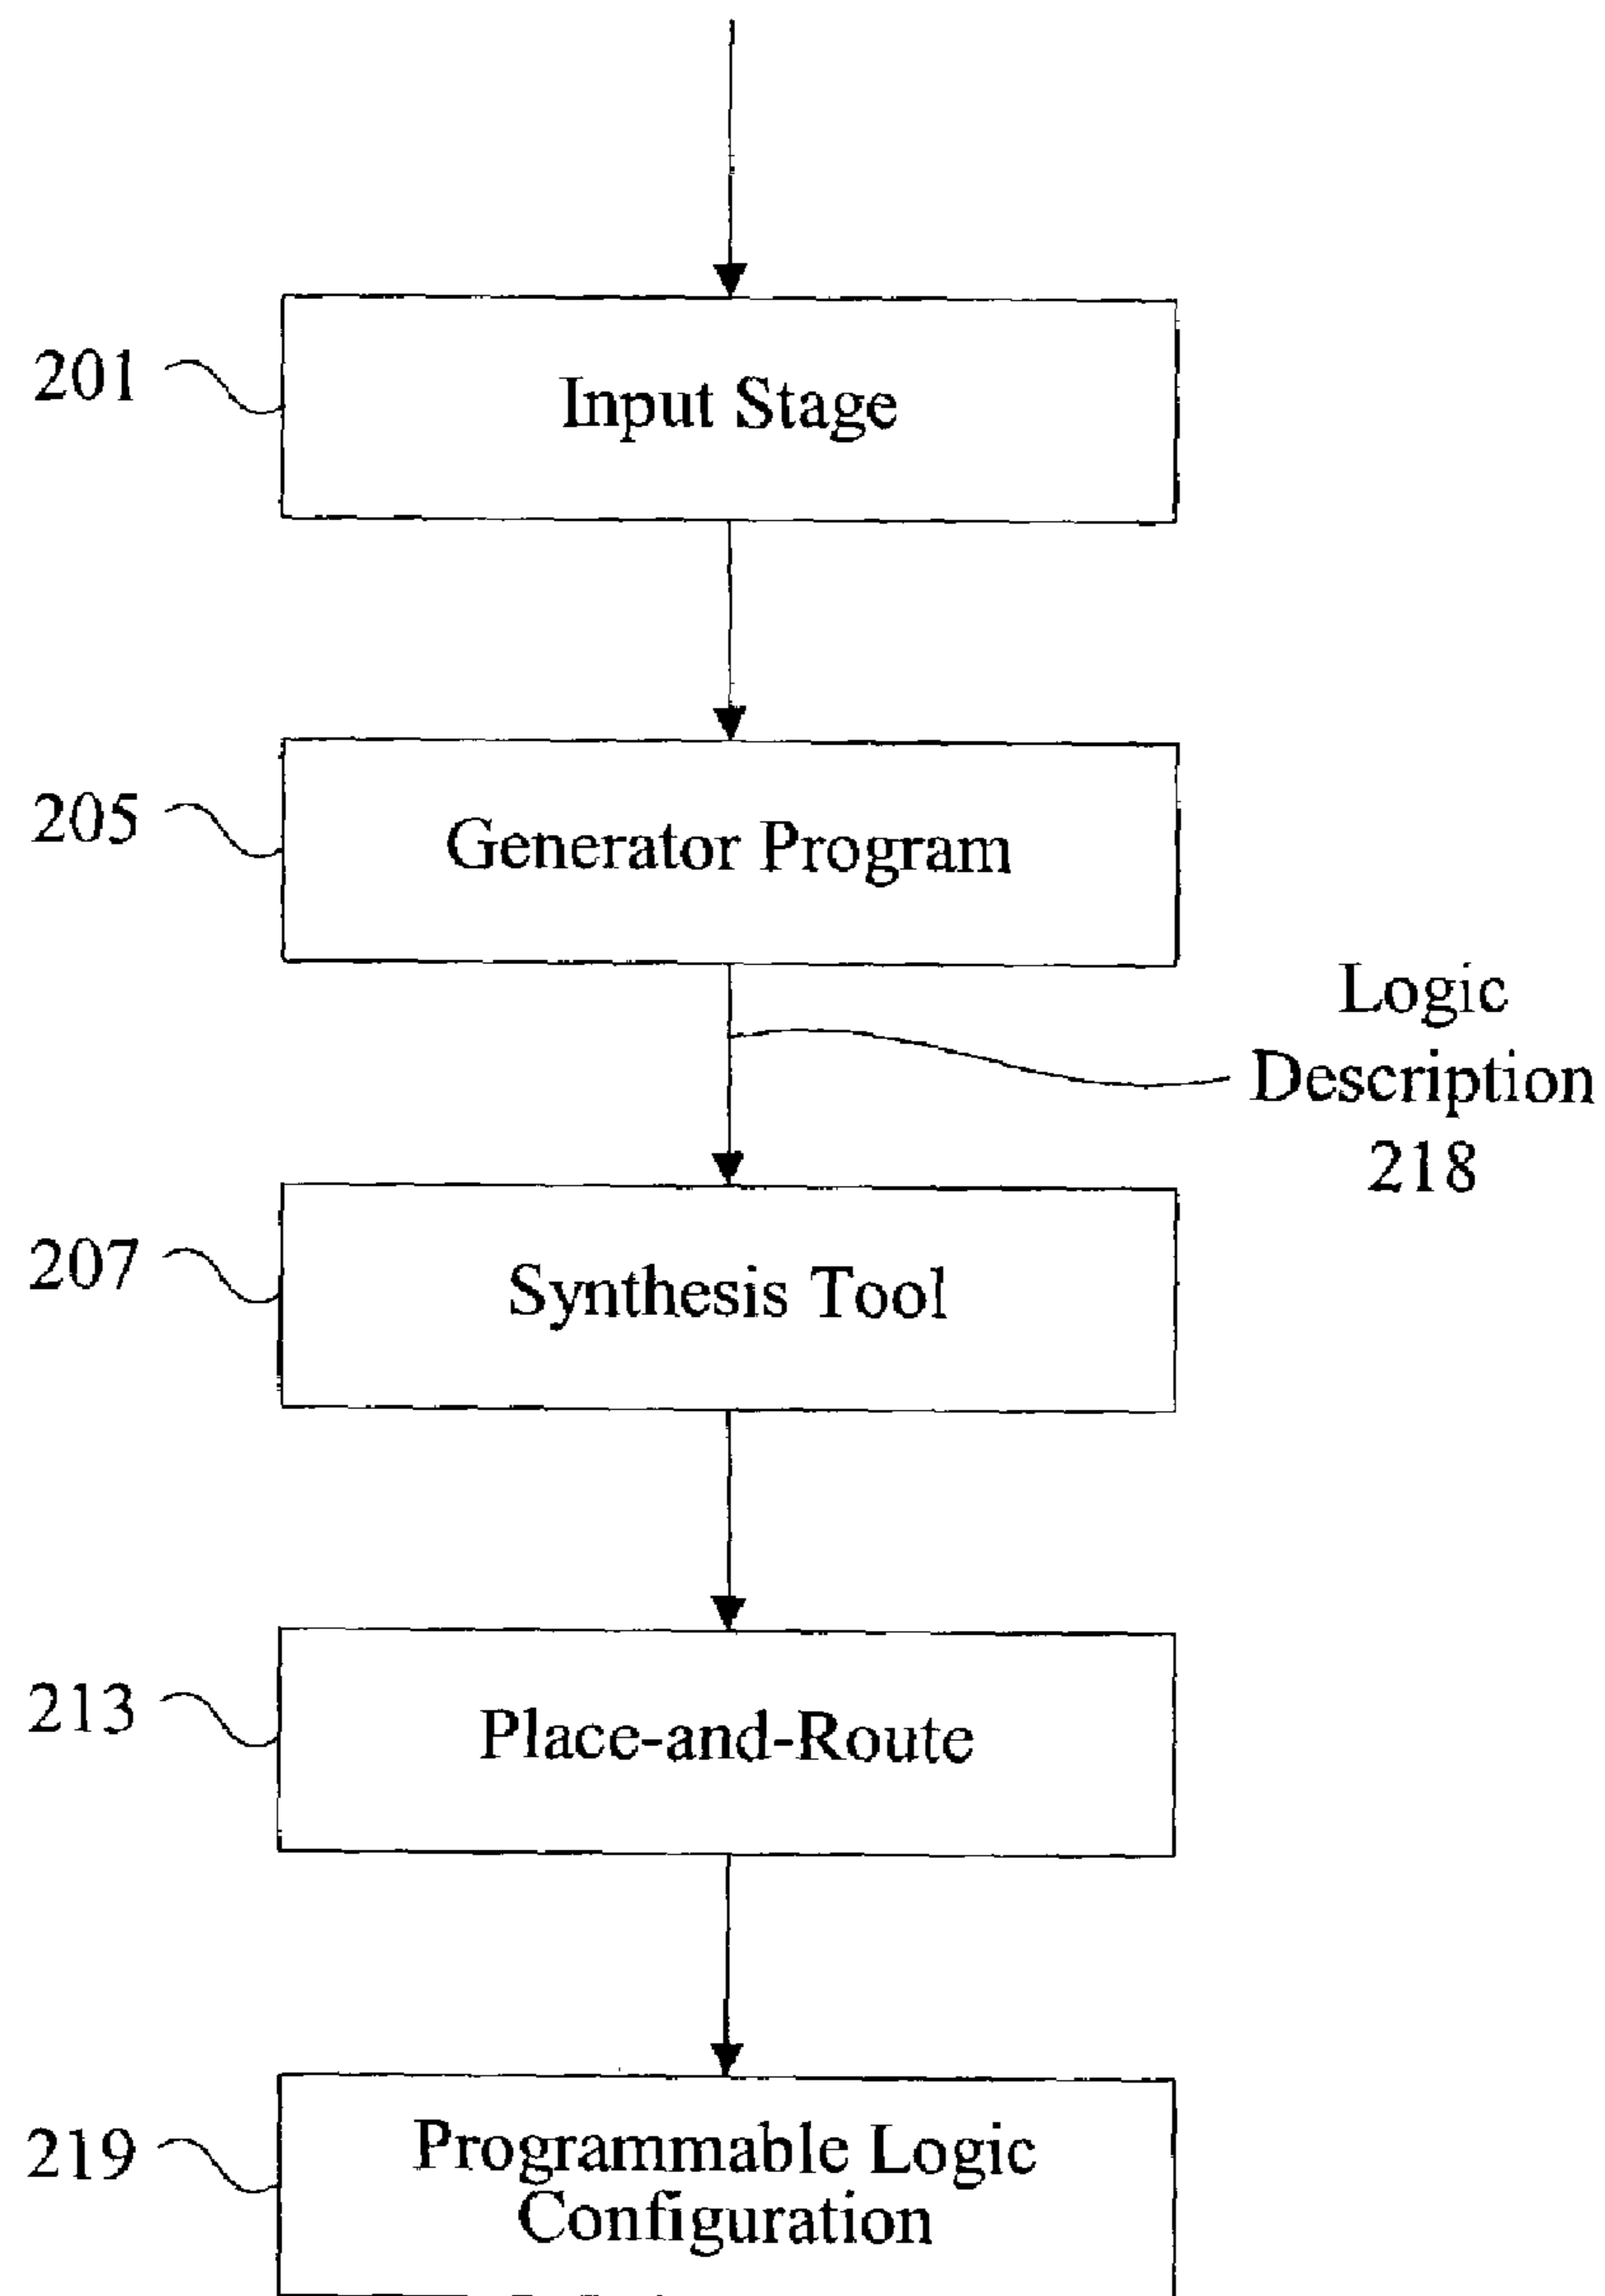 201
Input Stage
205
Generator Program
Logic
Description
218
207
Synthesis Tool
213
Place-and-Route
219
Programmable Logic
Configuration